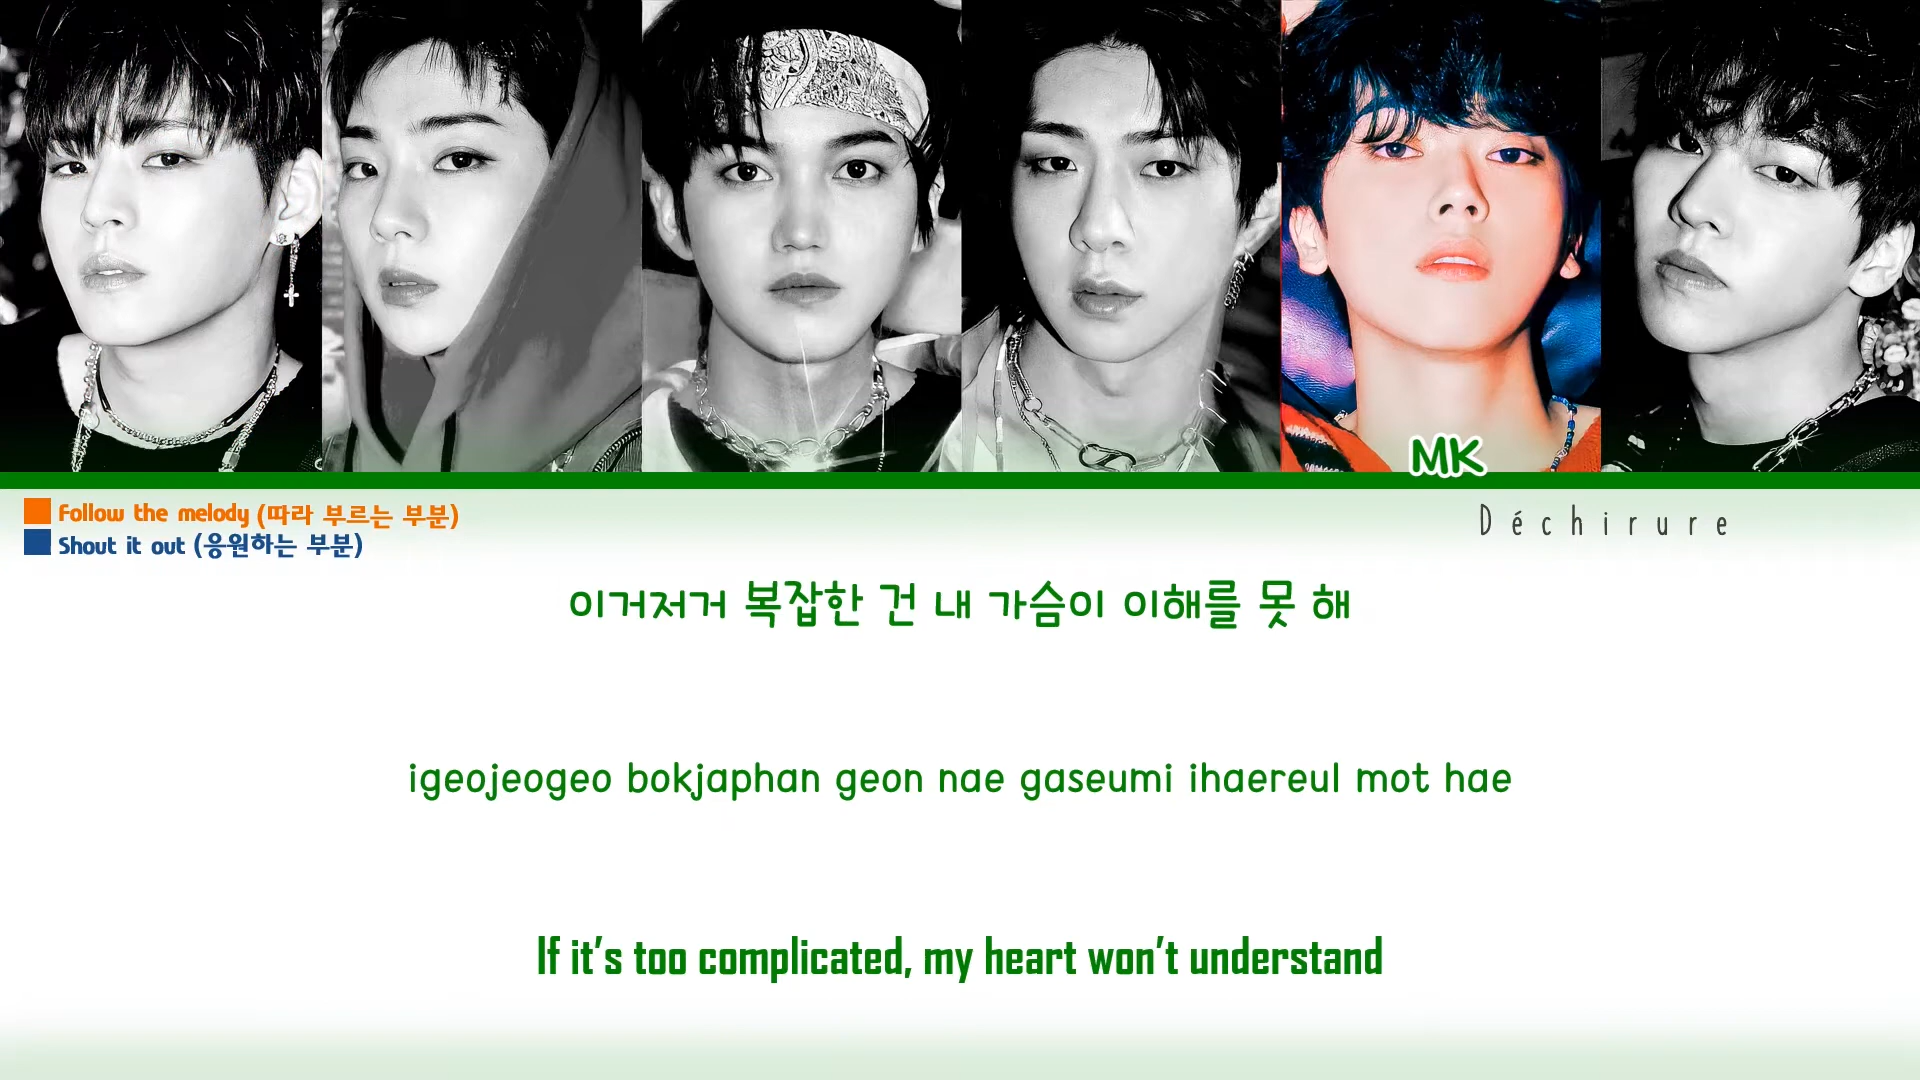 MK
Follow the melody (따라 부르는 부분)
Shout it out (응원하는 부분)
Déchirure
이거저거 복잡한 건 내 가슴이 이해를 못 해
igeojeogeo bokjaphan geon nae gaseumi ihaereul mot hae
If it's too complicated, my heart won't understand